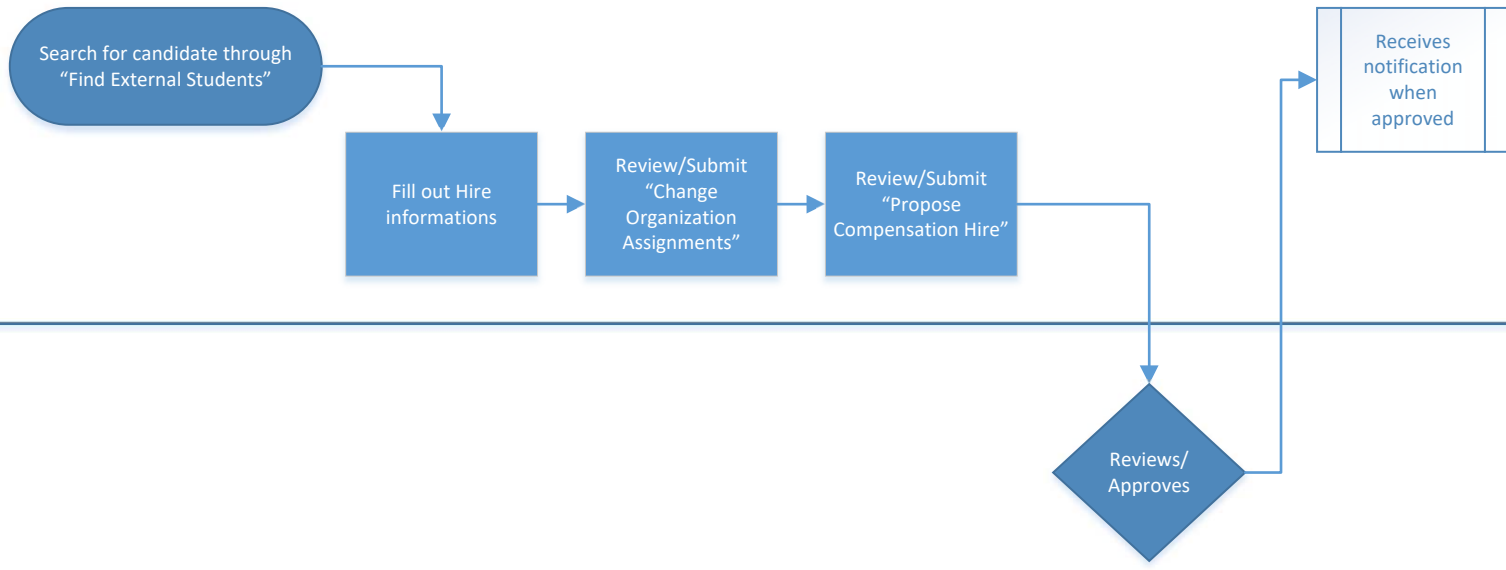 Search for candidate through
“Find External Students”
Fill out Hire
informations
Review/Submit
“Change
Organization
Assignments”
Review/Submit
“Propose
Compensation Hire”
Reviews/
Approves
Receives
notification
when
approved